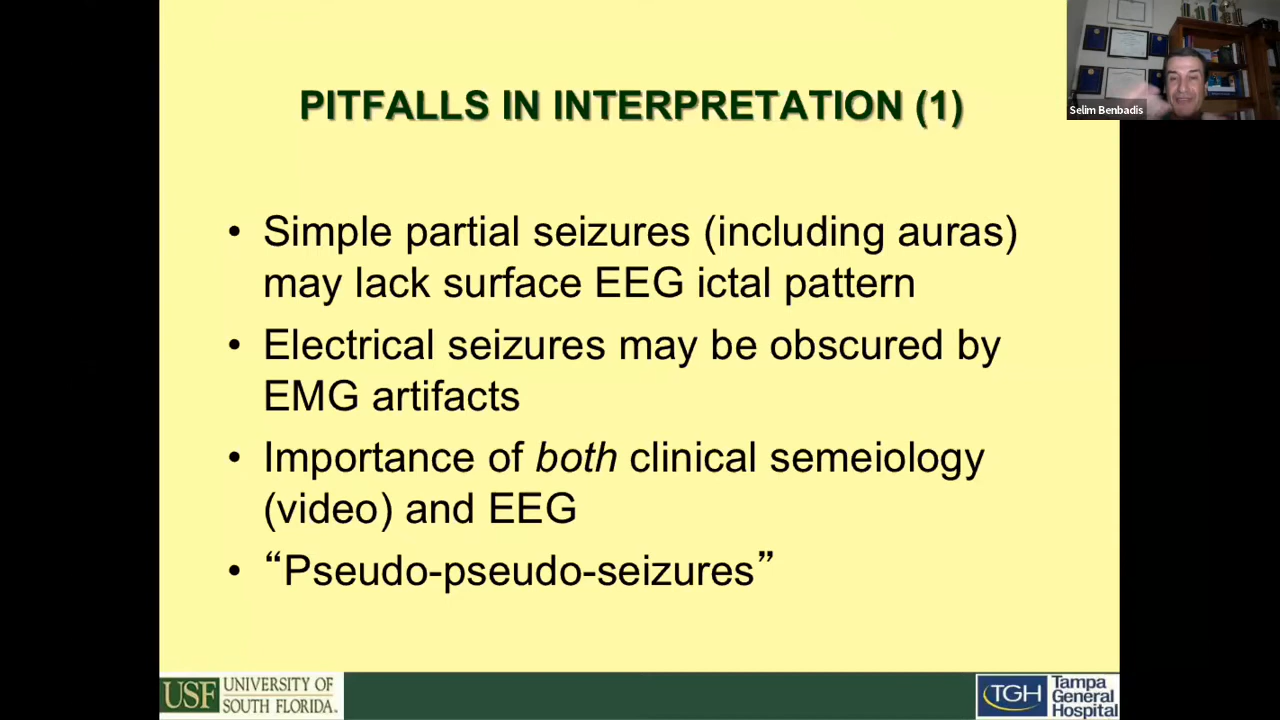 PITFALLS IN INTERPRETATION (1)
Selim Benbadis
• Simple partial seizures (including auras)
may lack surface EEG ictal pattern
• Electrical seizures may be obscured by
EMG artifacts
• Importance of both clinical semeiology
(video) and EEG
• “Pseudo-pseudo-seizures”
USF UNIVERSITY OF
SOUTH FLORIDA.
TGH Tampa
General
Hospital